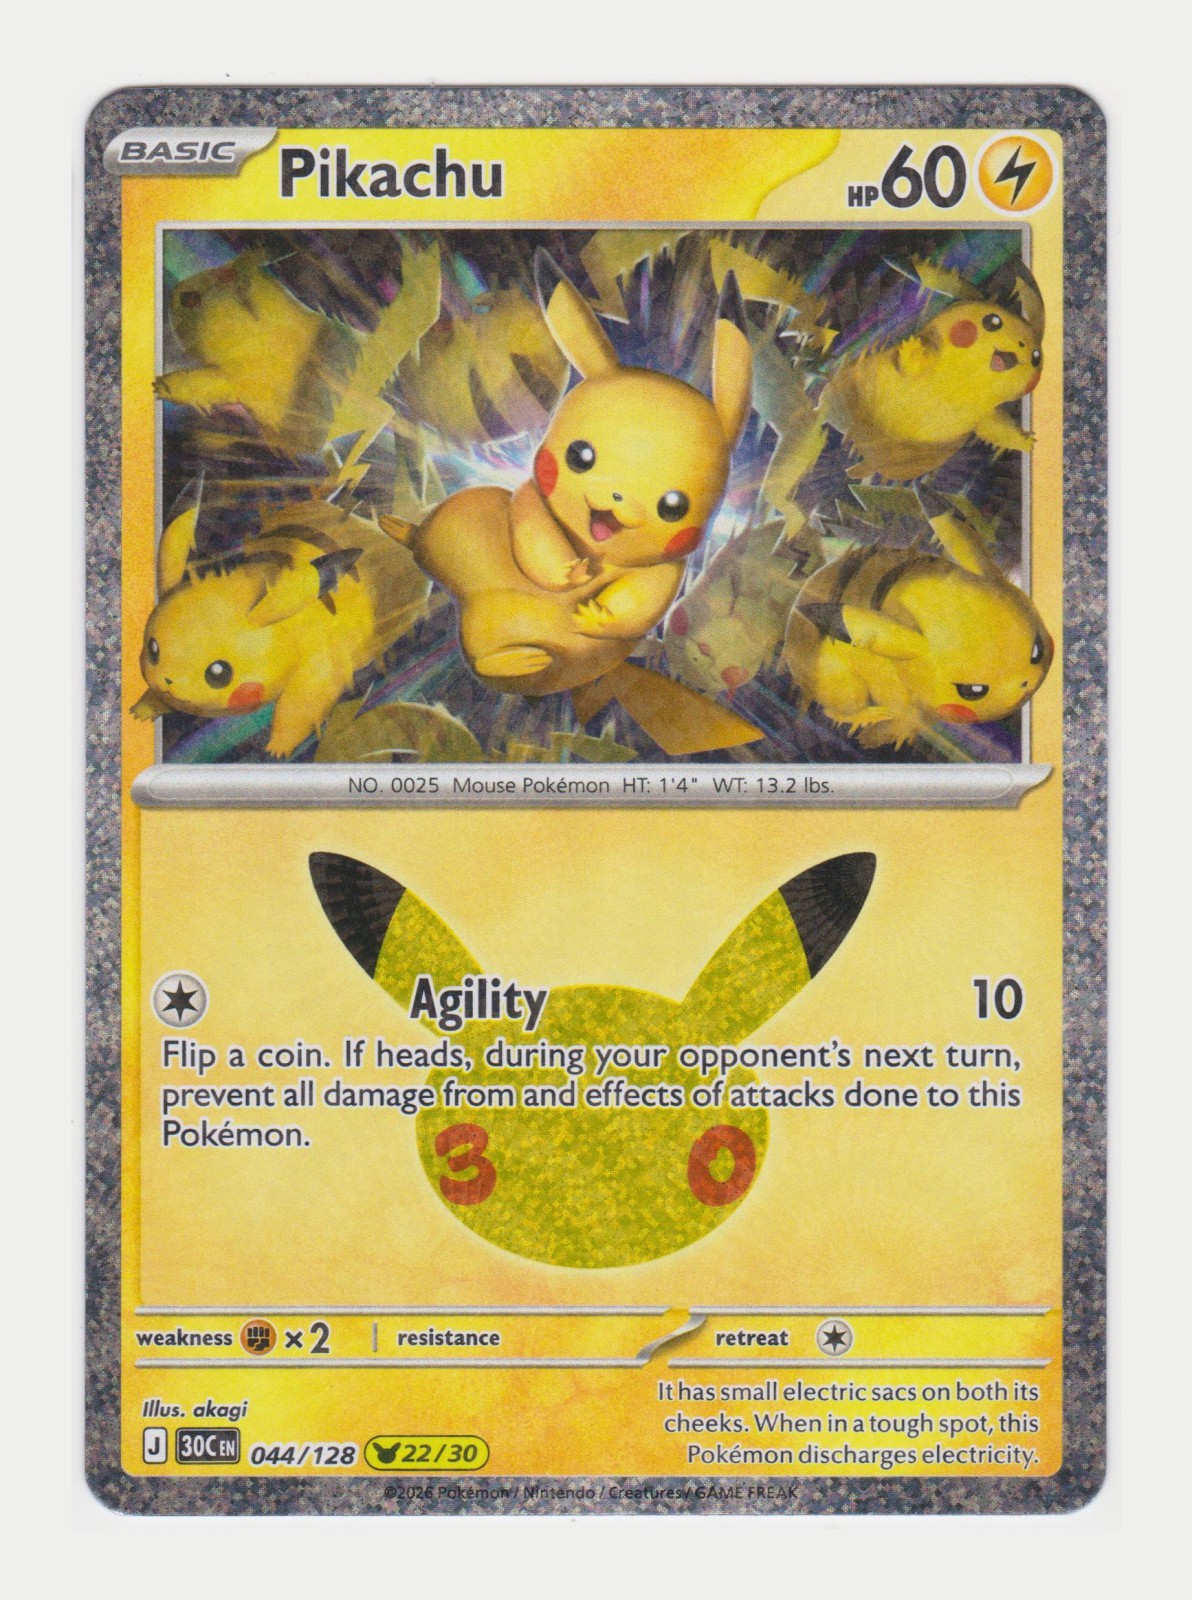 BASIC Pikachu HP 60
NO. 0025 Mouse Pokémon HT: 1'4" WT: 13.2 lbs.
Agility 10
Flip a coin. If heads, during your opponent's next turn,
prevent all damage from and effects of attacks done to this
Pokémon.
3 0
weakness ×2 resistance retreat
It has small electric sacs on both its
cheeks. When in a tough spot, this
Pokémon discharges electricity.
Illus. akagi
J 30C EN 044/128 22/30
©2026 Pokémon / Nintendo / Creatures / GAME FREAK